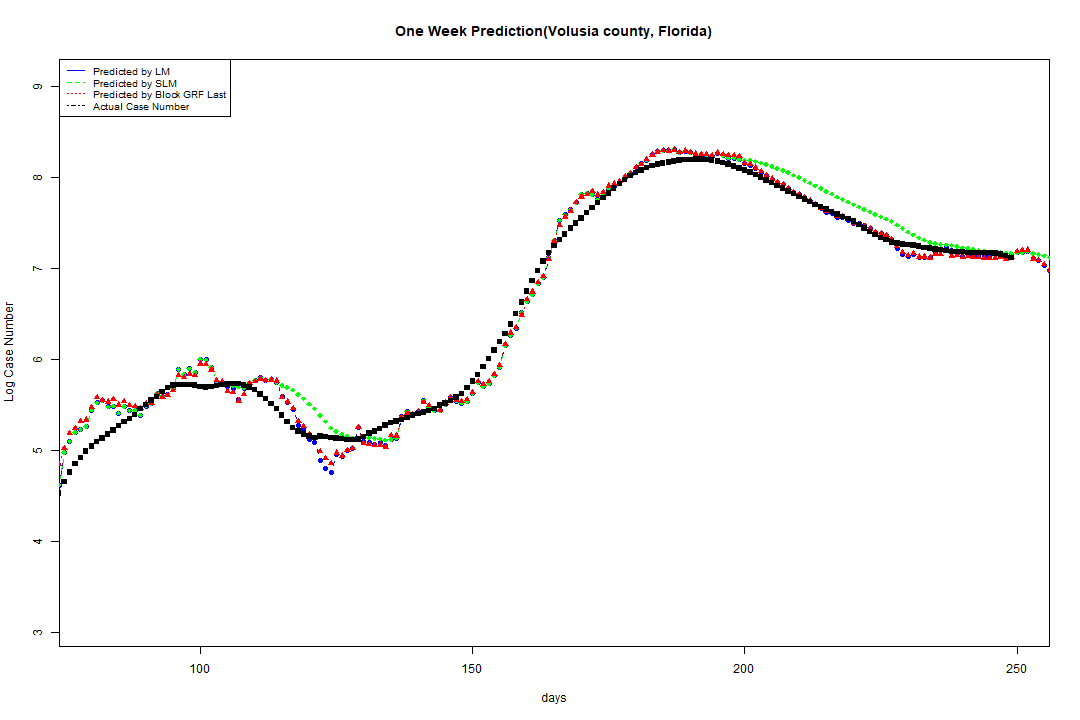 One Week Prediction(Volusia county, Florida)
Predicted by LM
Predicted by SLM
Predicted by Block GRF Last
Actual Case Number
9
8
7
6
5
4
3
Log Case Number
100
150
200
250
days